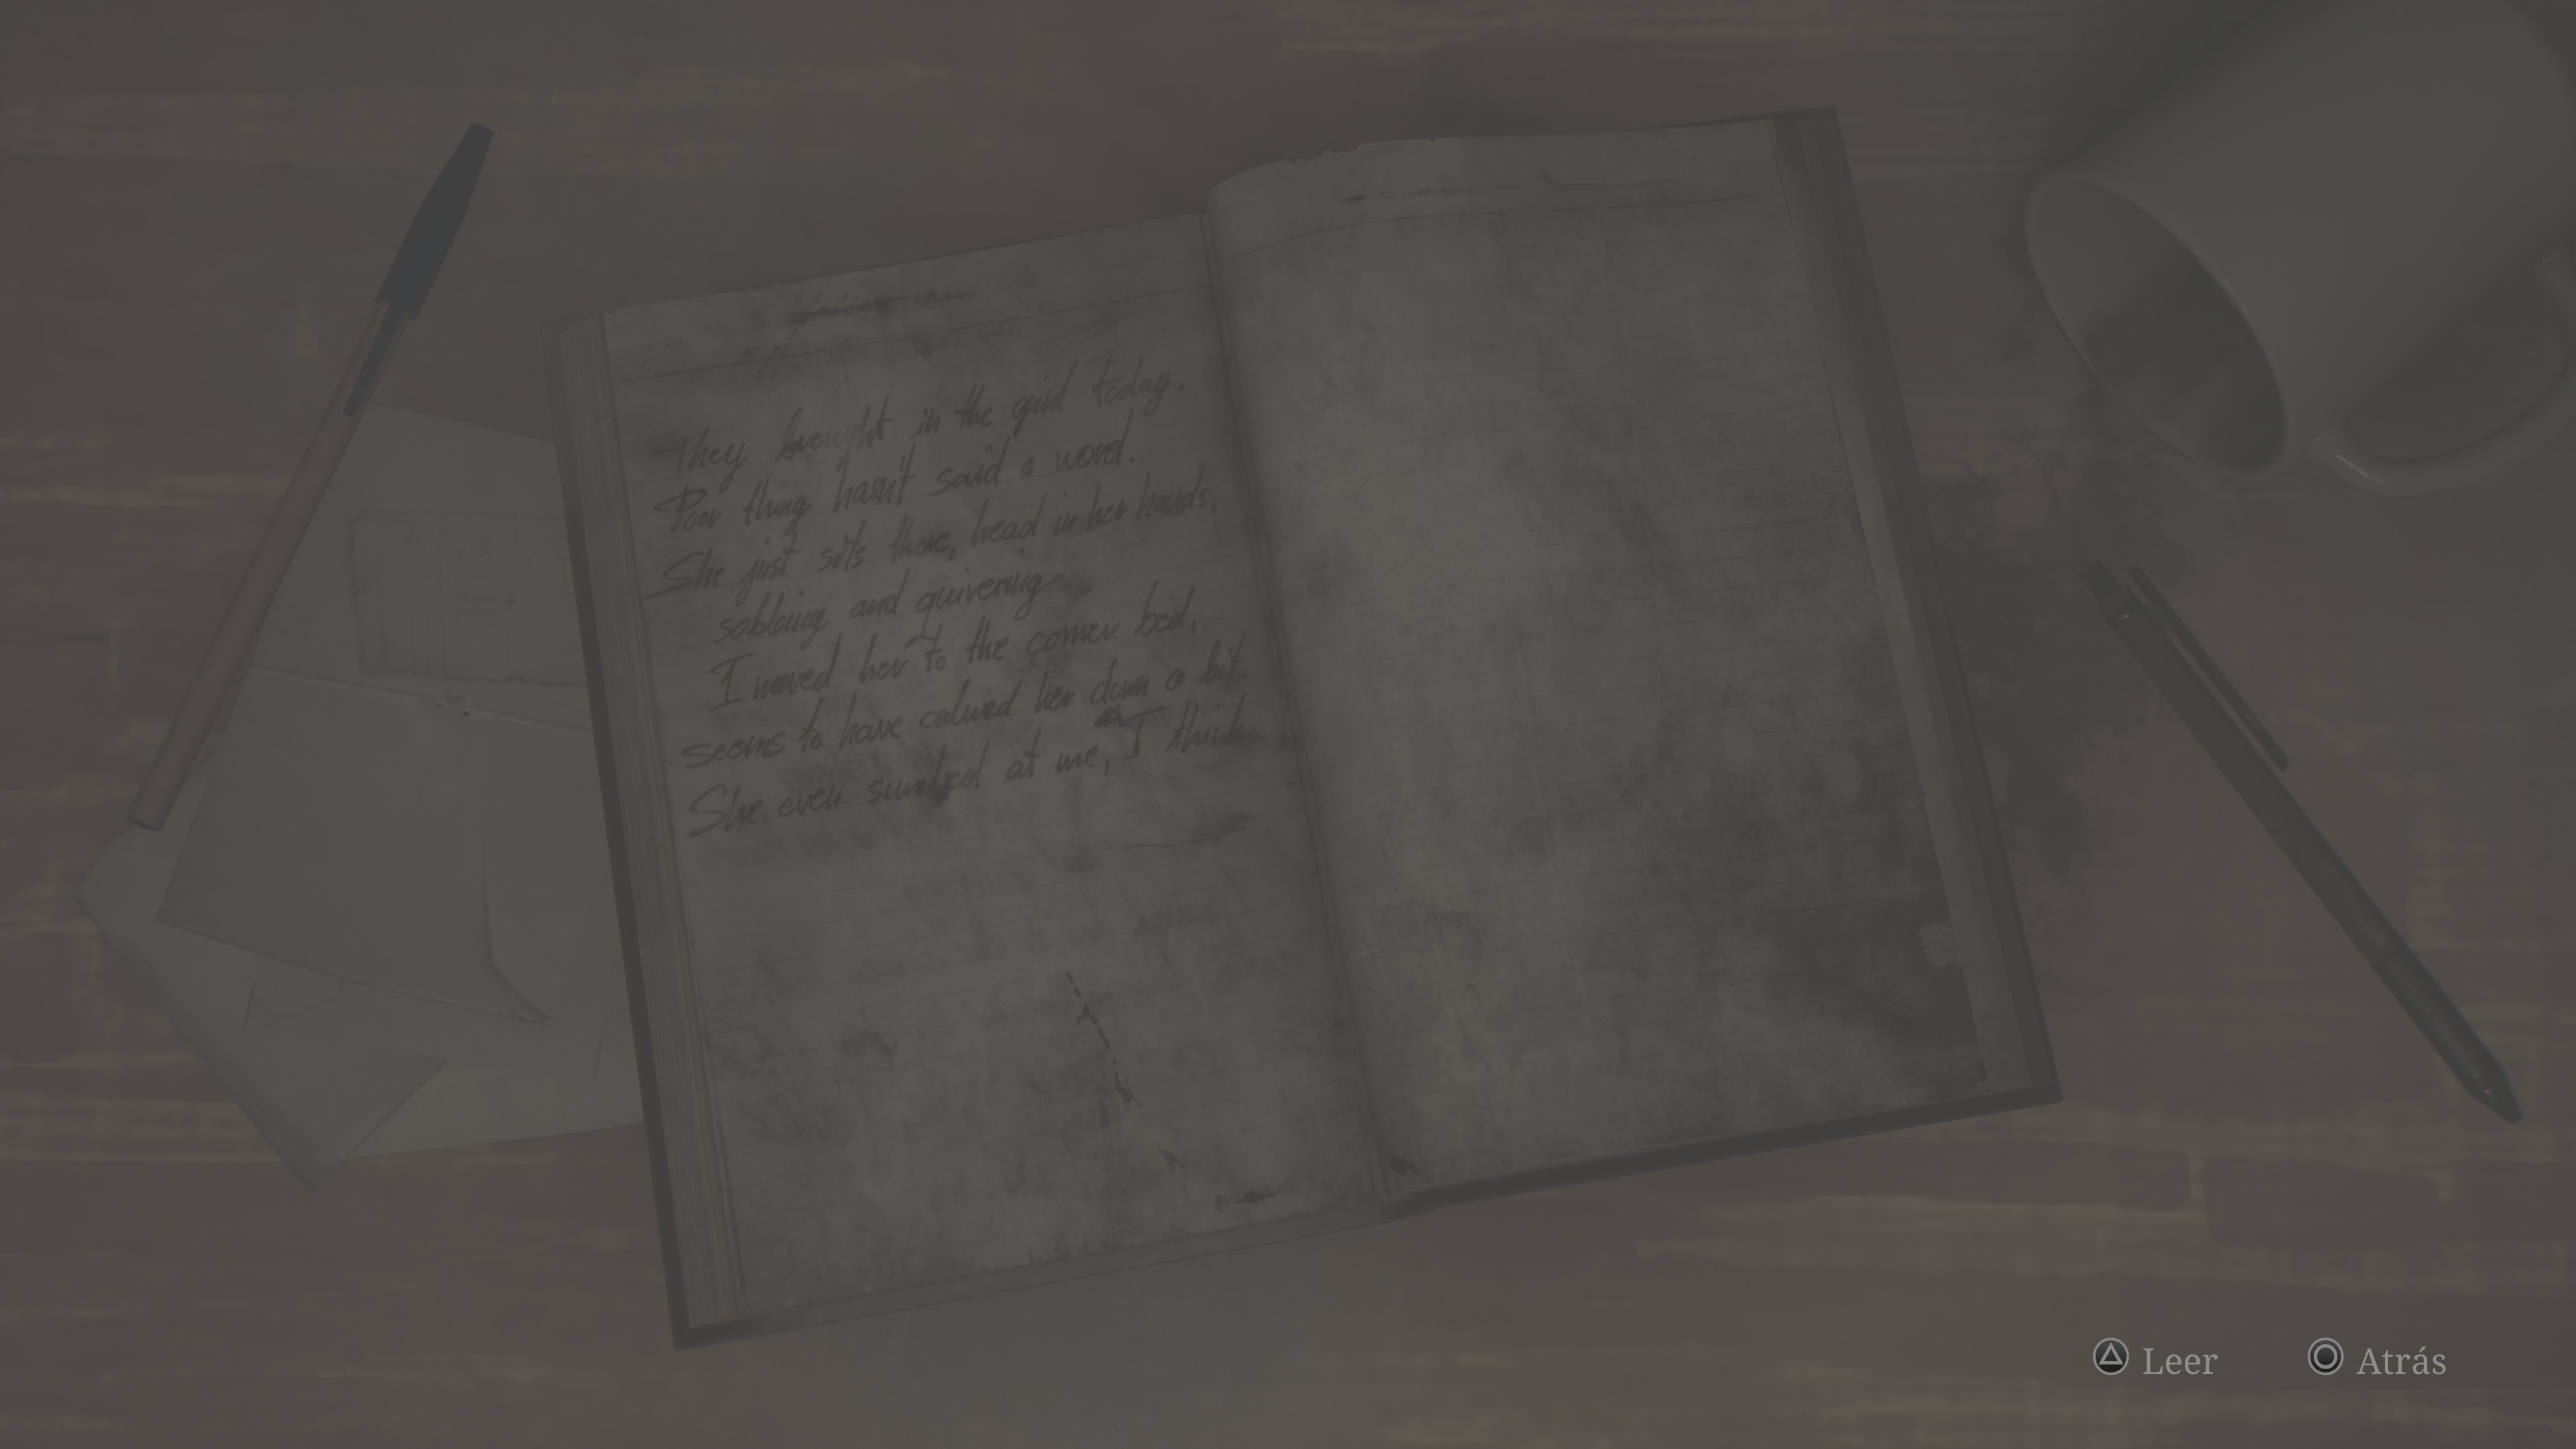 They brought in the girl today.
Poor thing hasn't said a word.
She just sits there, head in her hands,
sobbing and quivering.
I moved her to the corner bed,
seems to have calmed her down a bit.
She even smiled at me, I think.
Leer
Atrás